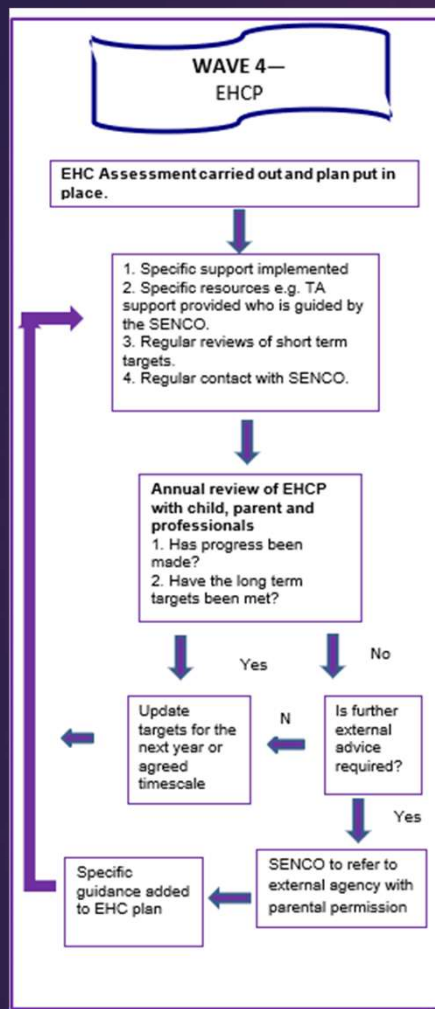 WAVE 4—
EHCP
EHC Assessment carried out and plan put in
place.
1. Specific support implemented
2. Specific resources e.g. TA
support provided who is guided by
the SENCO.
3. Regular reviews of short term
targets.
4. Regular contact with SENCO.
Annual review of EHCP
with child, parent and
professionals
1. Has progress been
made?
2. Have the long term
targets been met?
Yes
No
Update
targets for the
next year or
agreed
timescale
N
Is further
external
advice
required?
Yes
SENCO to refer to
external agency with
parental permission
Specific
guidance added
to EHC plan